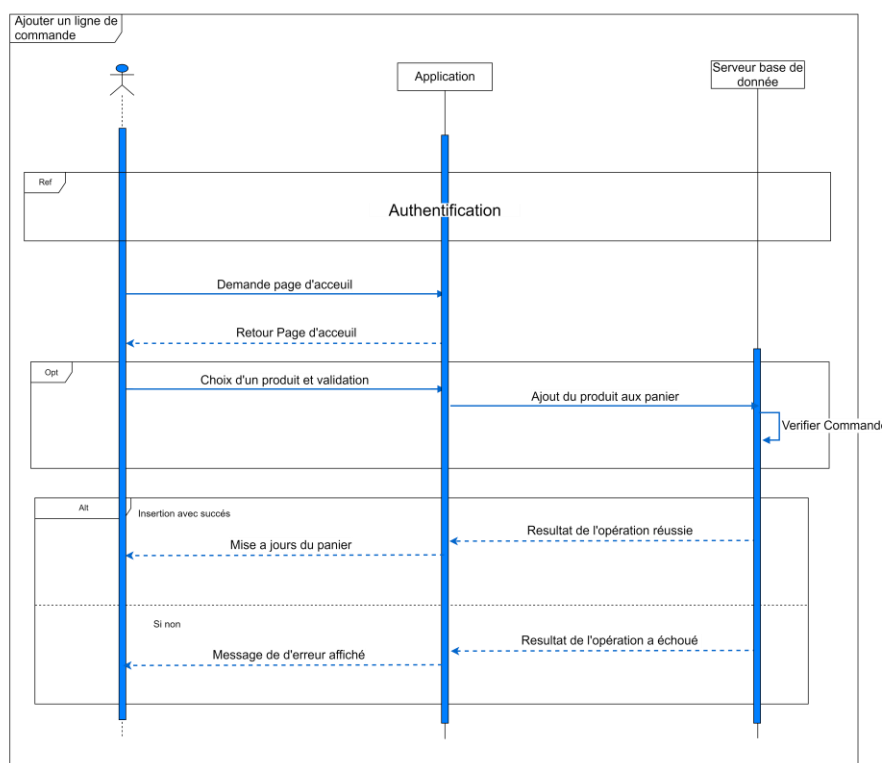 Ajouter un ligne de
commande
Application
Serveur base de
donnée
Ref
Authentification
Demande page d'acceuil
Retour Page d'acceuil
Opt
Choix d'un produit et validation
Ajout du produit aux panier
Verifier Commande
Alt
Insertion avec succés
Resultat de l'opération réussie
Mise a jours du panier
Si non
Resultat de l'opération a échoué
Message de d'erreur affiché